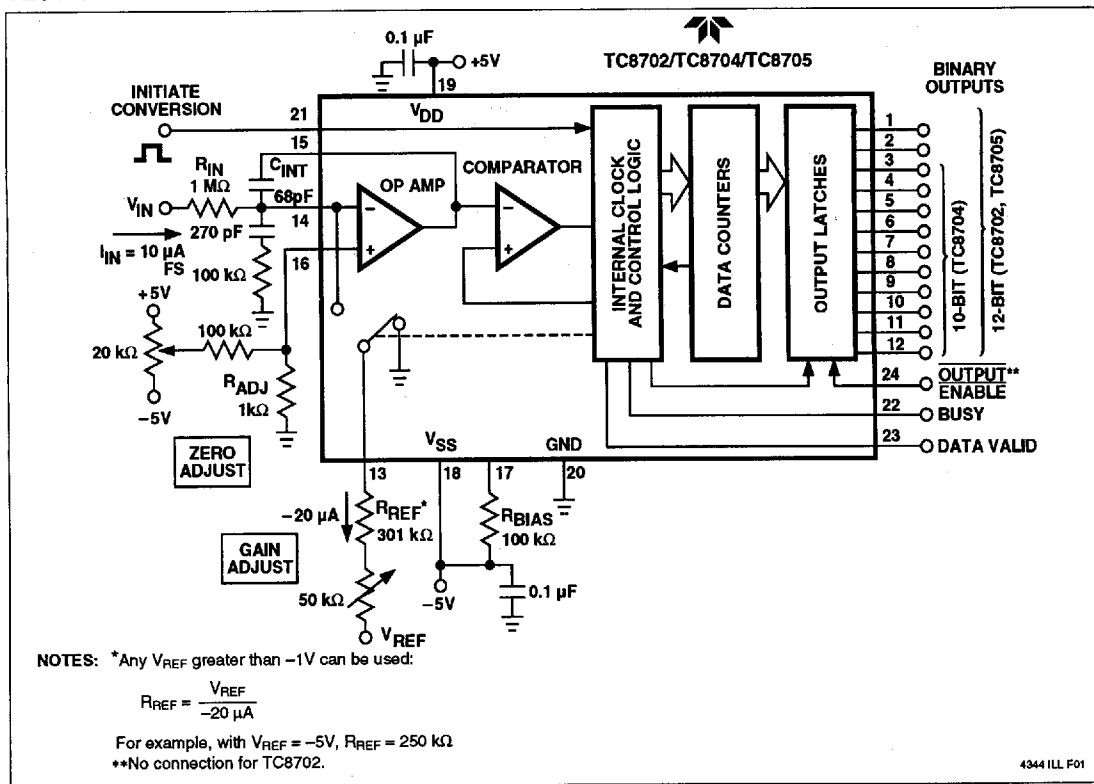 0.1 µF
+5V
19
TC8702/TC8704/TC8705
BINARY
OUTPUTS
INITIATE
CONVERSION
21
VDD
15
RIN
1 MΩ
CINT
68pF
VIN
14
270 pF
IIN = 10 µA
FS
16
100 kΩ
OP AMP
−
+
COMPARATOR
−
+
INTERNAL CLOCK
AND CONTROL LOGIC
DATA COUNTERS
OUTPUT LATCHES
1
2
3
4
5
6
7
8
9
10
11
12
10-BIT (TC8704)
12-BIT (TC8702, TC8705)
24
OUTPUT**
ENABLE
22
BUSY
23
DATA VALID
+5V
20 kΩ
−5V
100 kΩ
RADJ
1kΩ
ZERO
ADJUST
VSS
GND
13
18
17
20
−20 µA
RREF*
301 kΩ
RBIAS
100 kΩ
GAIN
ADJUST
50 kΩ
−5V
0.1 µF
VREF
NOTES: *Any VREF greater than −1V can be used:
RREF = VREF / −20 µA
For example, with VREF = −5V, RREF = 250 kΩ
**No connection for TC8702.
4344 ILL F01